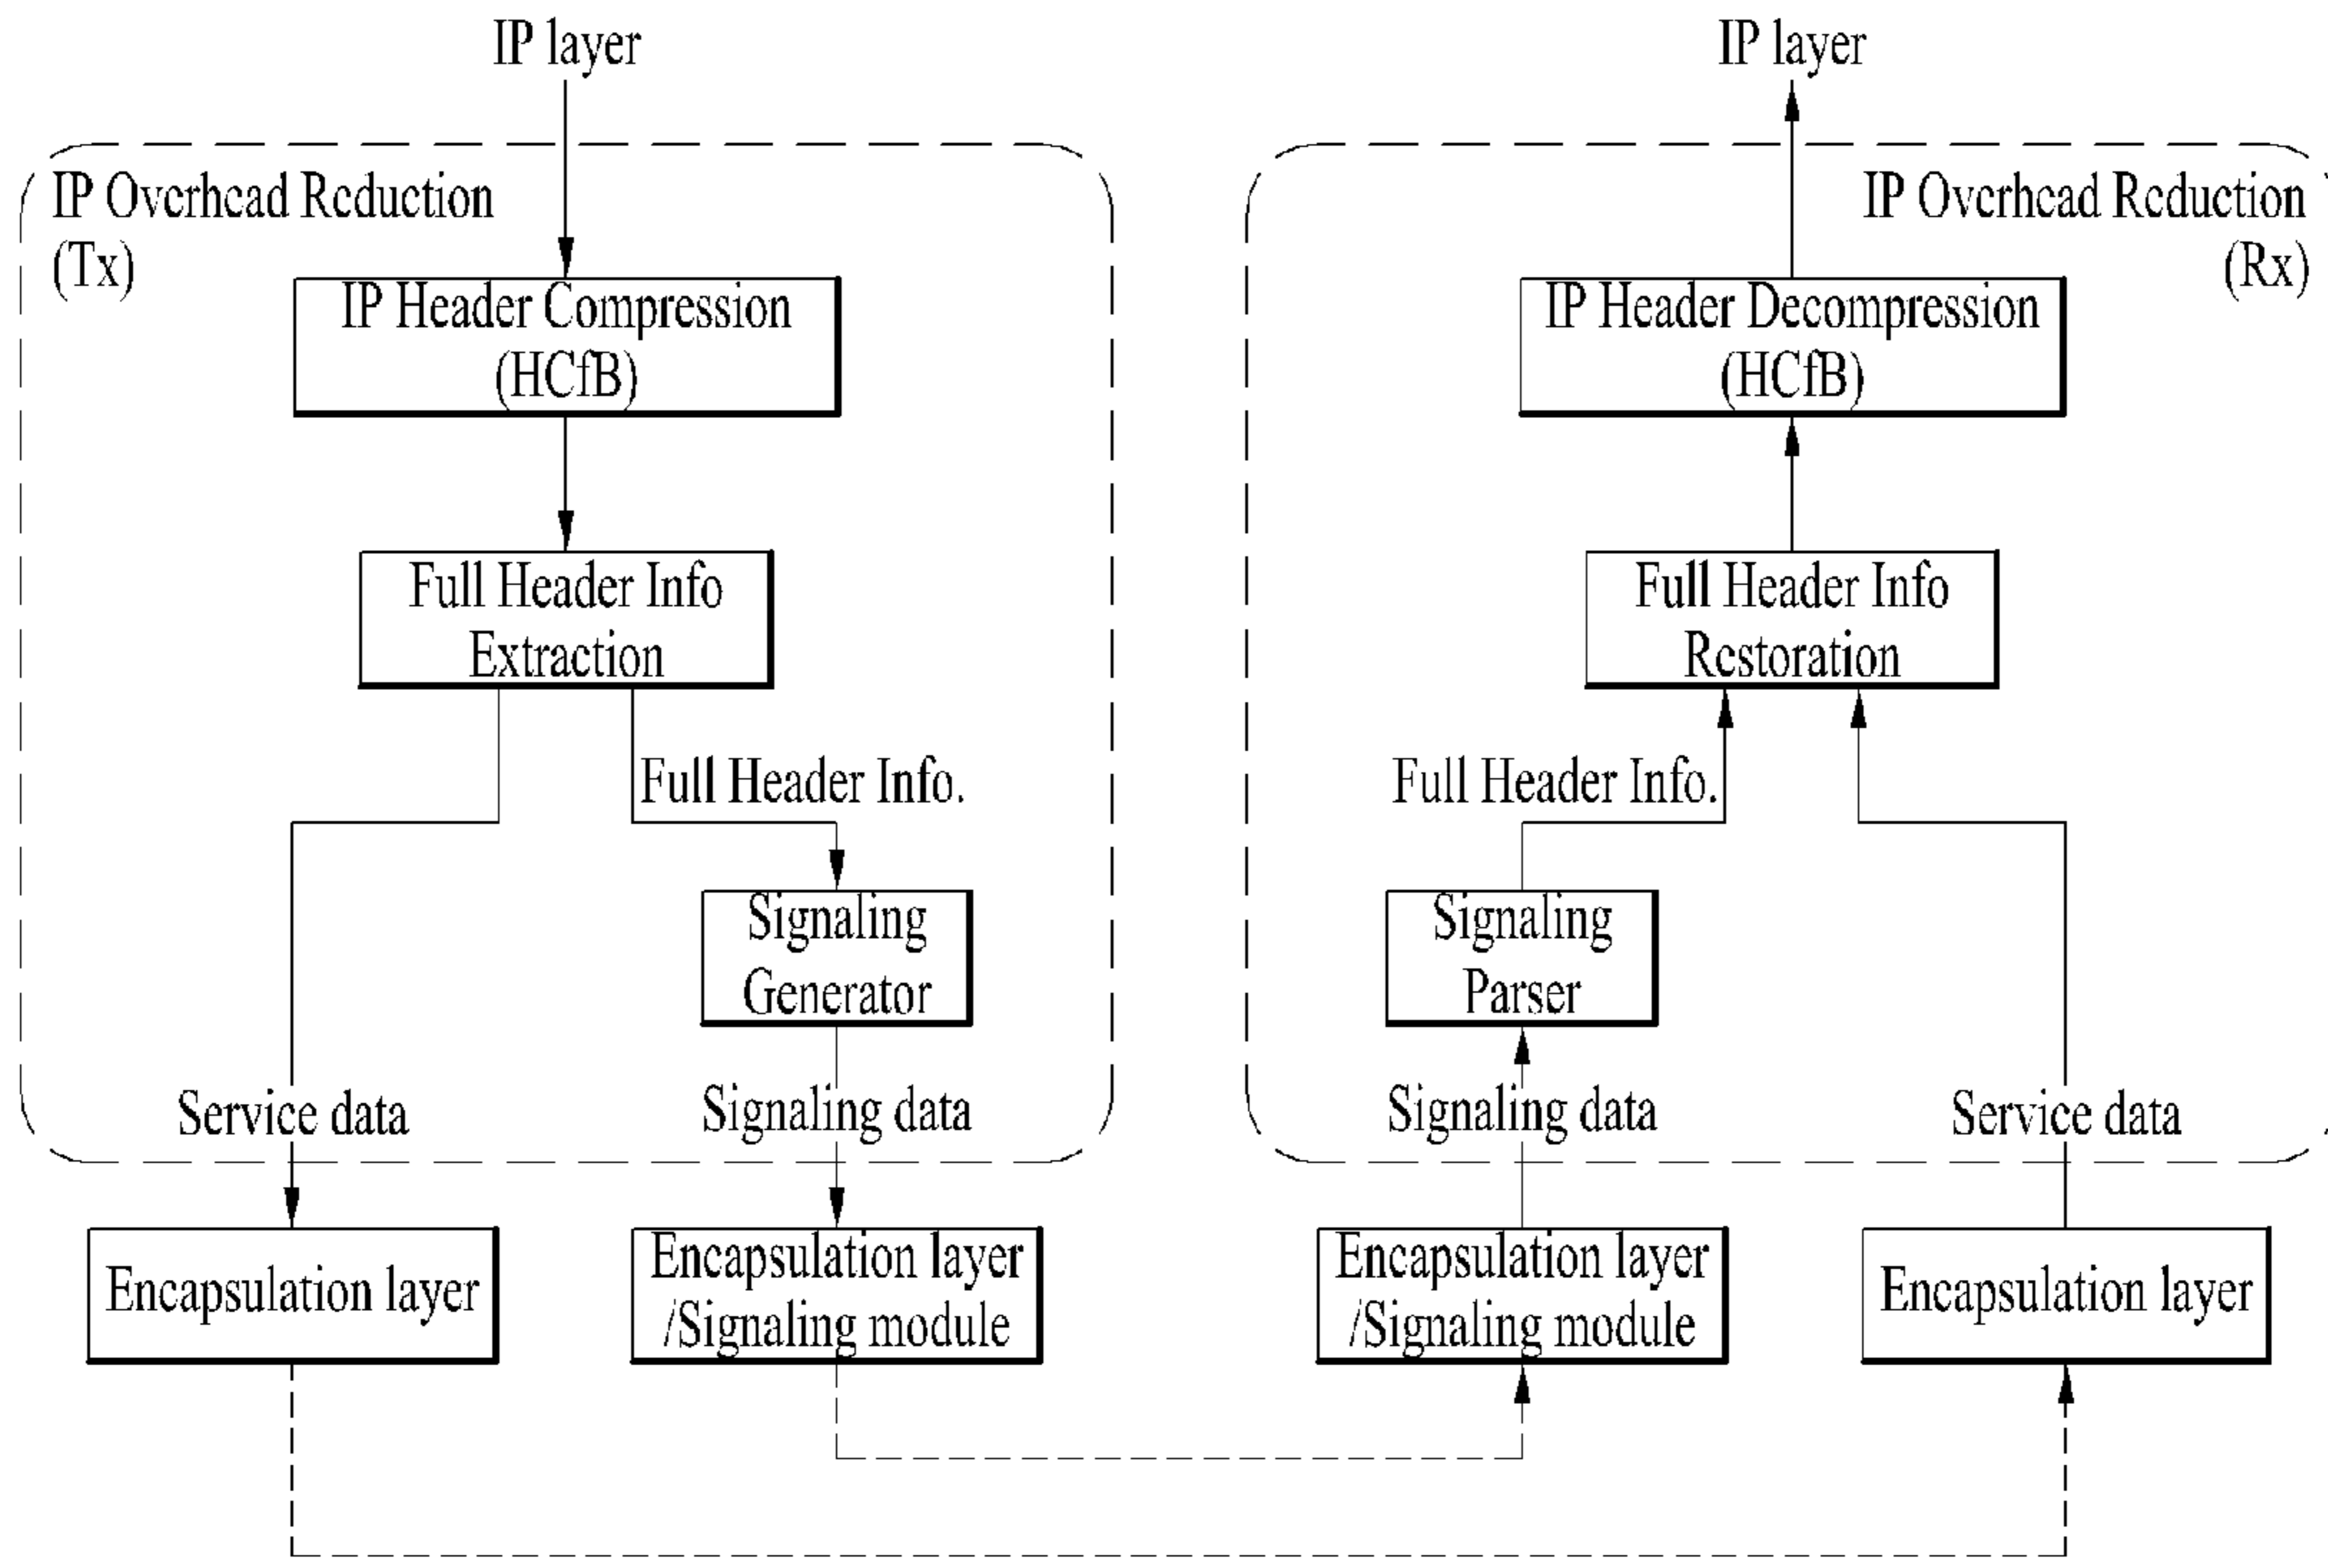 IP layer
IP Overhead Reduction
(Tx)
IP Header Compression
(HCfB)
Full Header Info
Extraction
Full Header Info.
Signaling
Generator
Service data
Signaling data
Encapsulation layer
Encapsulation layer
/Signaling module
IP layer
IP Overhead Reduction
(Rx)
IP Header Decompression
(HCfB)
Full Header Info
Restoration
Full Header Info.
Signaling
Parser
Signaling data
Service data
Encapsulation layer
/Signaling module
Encapsulation layer